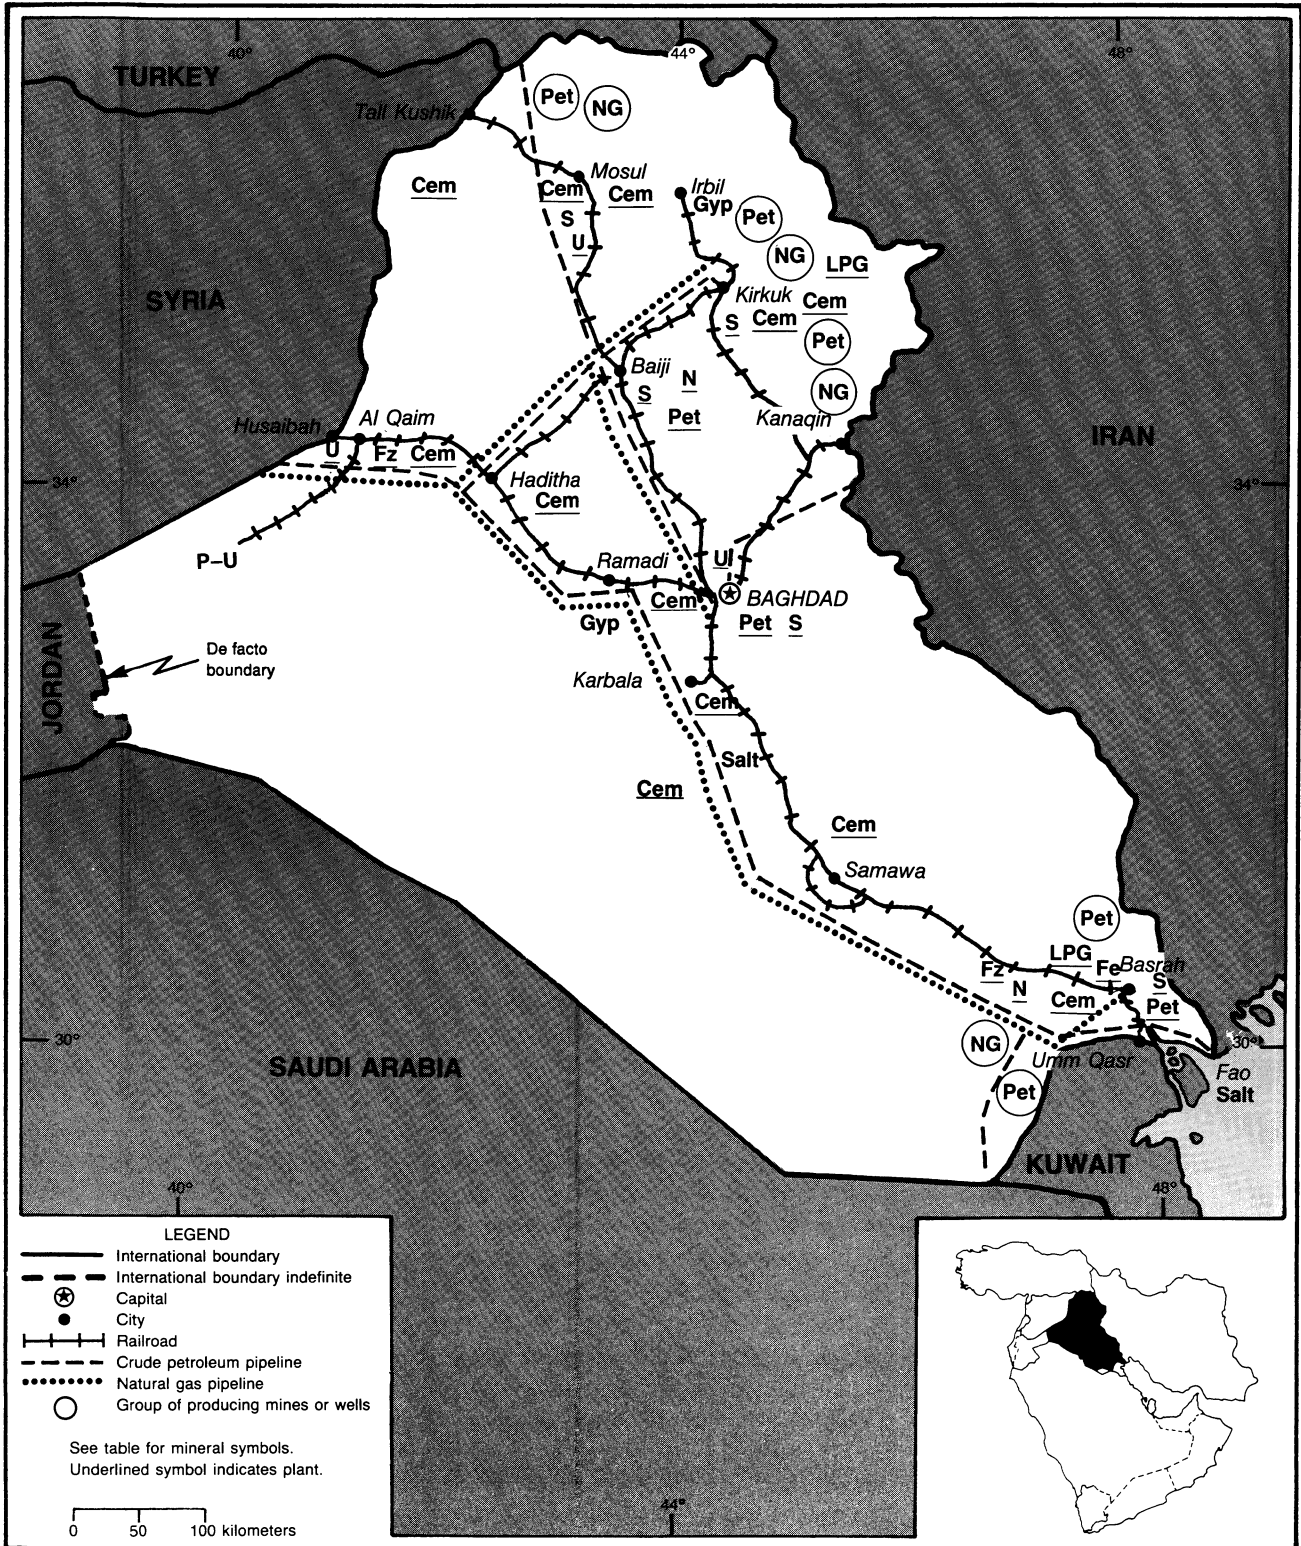 40°
44°
48°
TURKEY
Pet
NG
Tall Kushik
Mosul
Cem
Cem
Cem
Irbil
Gyp
S
U
Pet
NG
LPG
SYRIA
Kirkuk
Cem
S
Cem
Pet
Baiji
N
S
NG
Pet
Kanaqin
Husaibah
Al Qaim
IRAN
U
Fz
Cem
34°
Haditha
34°
Cem
P-U
Ramadi
U
Cem
BAGHDAD
Gyp
Pet
S
JORDAN
De facto
boundary
Karbala
Cem
Salt
Cem
Cem
Samawa
Pet
LPG
Fe
Basrah
Fz
N
S
Cem
Pet
30°
NG
30°
SAUDI ARABIA
Umm Qasr
Fao
Pet
Salt
KUWAIT
40°
48°
LEGEND
International boundary
International boundary indefinite
Capital
City
Railroad
Crude petroleum pipeline
Natural gas pipeline
Group of producing mines or wells
See table for mineral symbols.
Underlined symbol indicates plant.
44°
0 50 100 kilometers